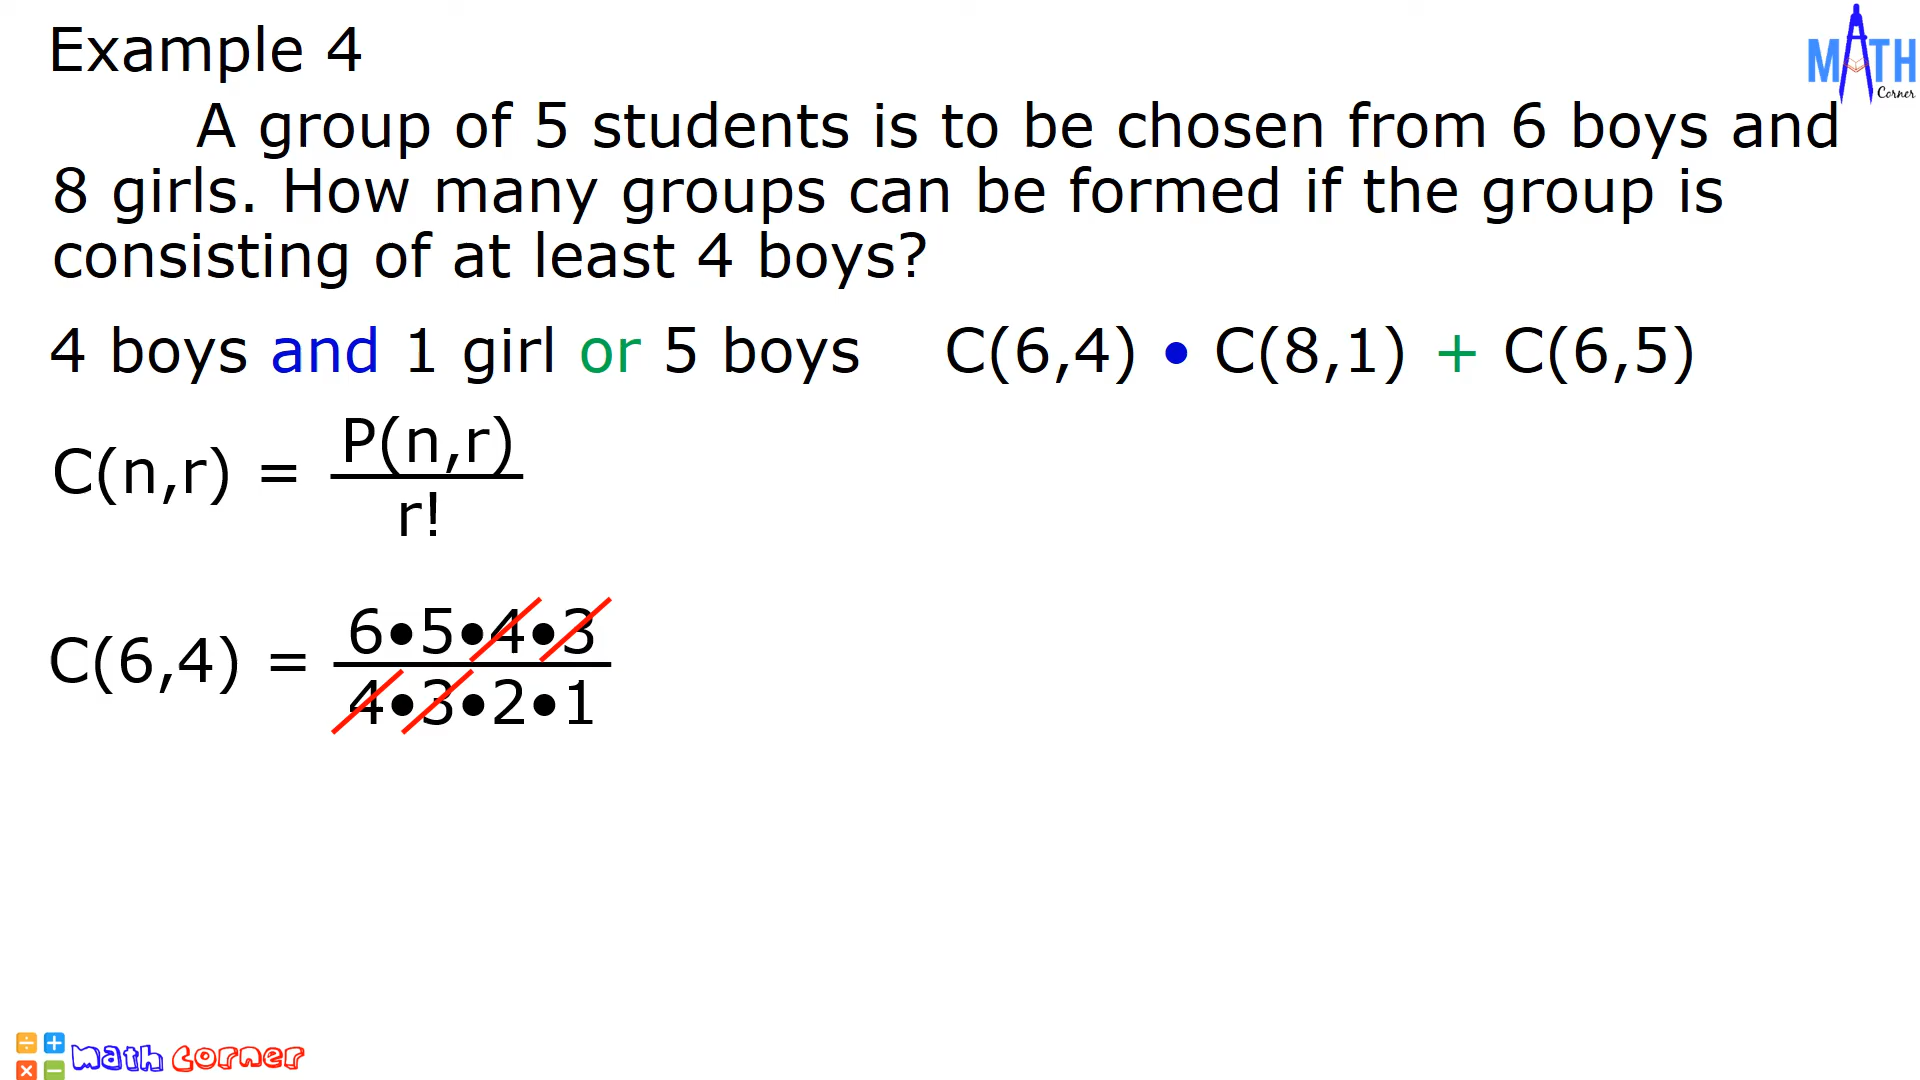 Example 4
MATH
Corner
A group of 5 students is to be chosen from 6 boys and
8 girls. How many groups can be formed if the group is
consisting of at least 4 boys?
4 boys and 1 girl or 5 boys C(6,4) • C(8,1) + C(6,5)
C(n,r) = P(n,r)
r!
C(6,4) = 6•5•4•3
4•3•2•1
÷ + × − math corner